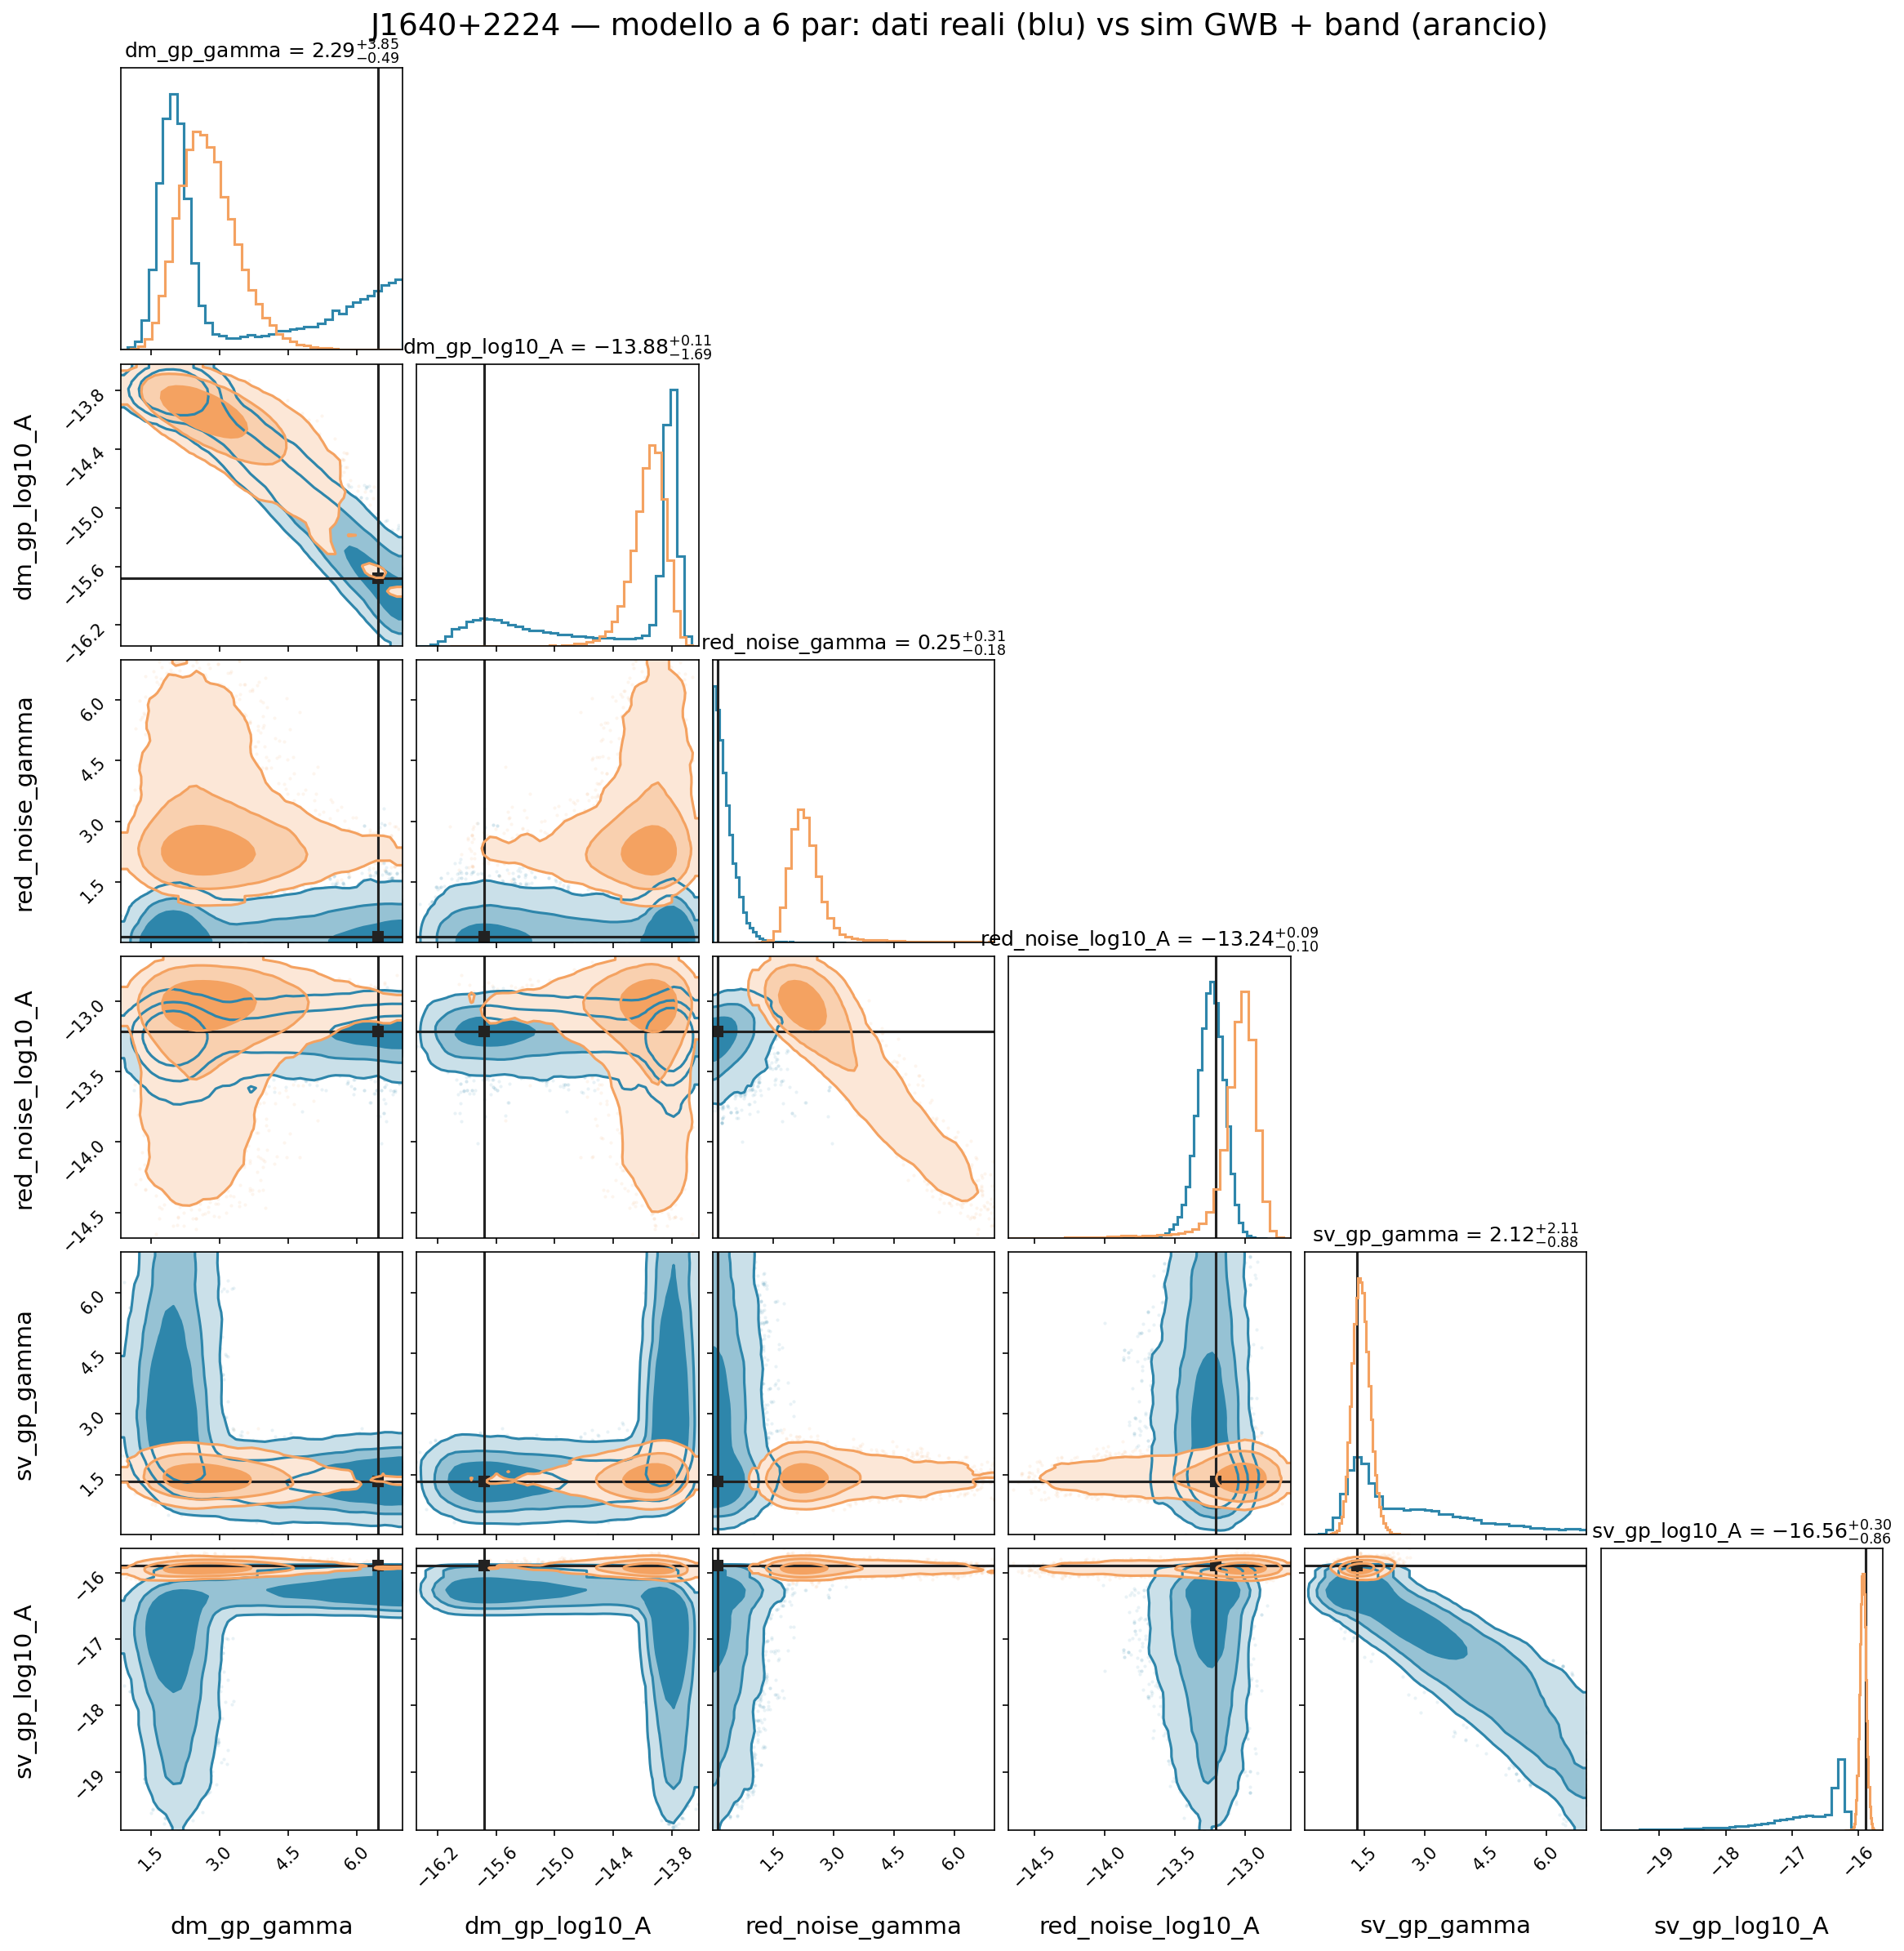 J1640+2224 — modello a 6 par: dati reali (blu) vs sim GWB + band (arancio)
dm_gp_gamma = 2.29 +3.85 −0.49
dm_gp_log10_A = −13.88 +0.11 −1.69
dm_gp_log10_A
−13.8
−14.4
−15.0
−15.6
−16.2
red_noise_gamma = 0.25 +0.31 −0.18
red_noise_gamma
6.0
4.5
3.0
1.5
red_noise_log10_A = −13.24 +0.09 −0.10
red_noise_log10_A
−13.0
−13.5
−14.0
−14.5
sv_gp_gamma = 2.12 +2.11 −0.88
sv_gp_gamma
6.0
4.5
3.0
1.5
sv_gp_log10_A = −16.56 +0.30 −0.86
sv_gp_log10_A
−16
−17
−18
−19
1.5 3.0 4.5 6.0 −16.2 −15.6 −15.0 −14.4 −13.8 1.5 3.0 4.5 6.0 −14.5 −14.0 −13.5 −13.0 1.5 3.0 4.5 6.0 −19 −18 −17 −16
dm_gp_gamma dm_gp_log10_A red_noise_gamma red_noise_log10_A sv_gp_gamma sv_gp_log10_A